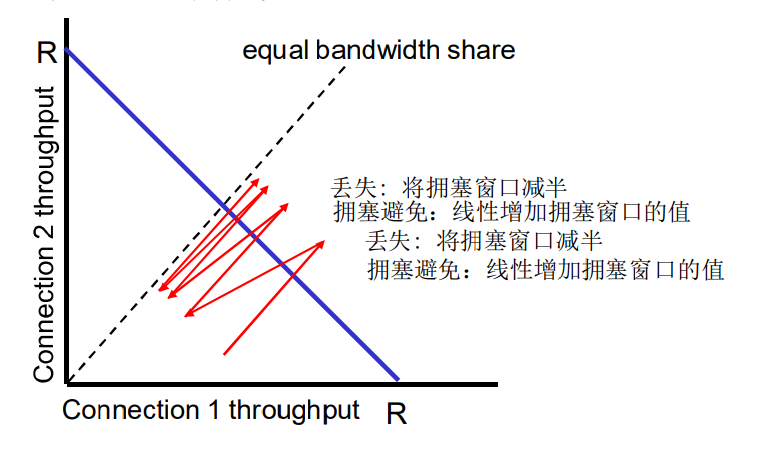 R
equal bandwidth share
Connection 2 throughput
丢失: 将拥塞窗口减半
拥塞避免: 线性增加拥塞窗口的值
丢失: 将拥塞窗口减半
拥塞避免: 线性增加拥塞窗口的值
Connection 1 throughput
R